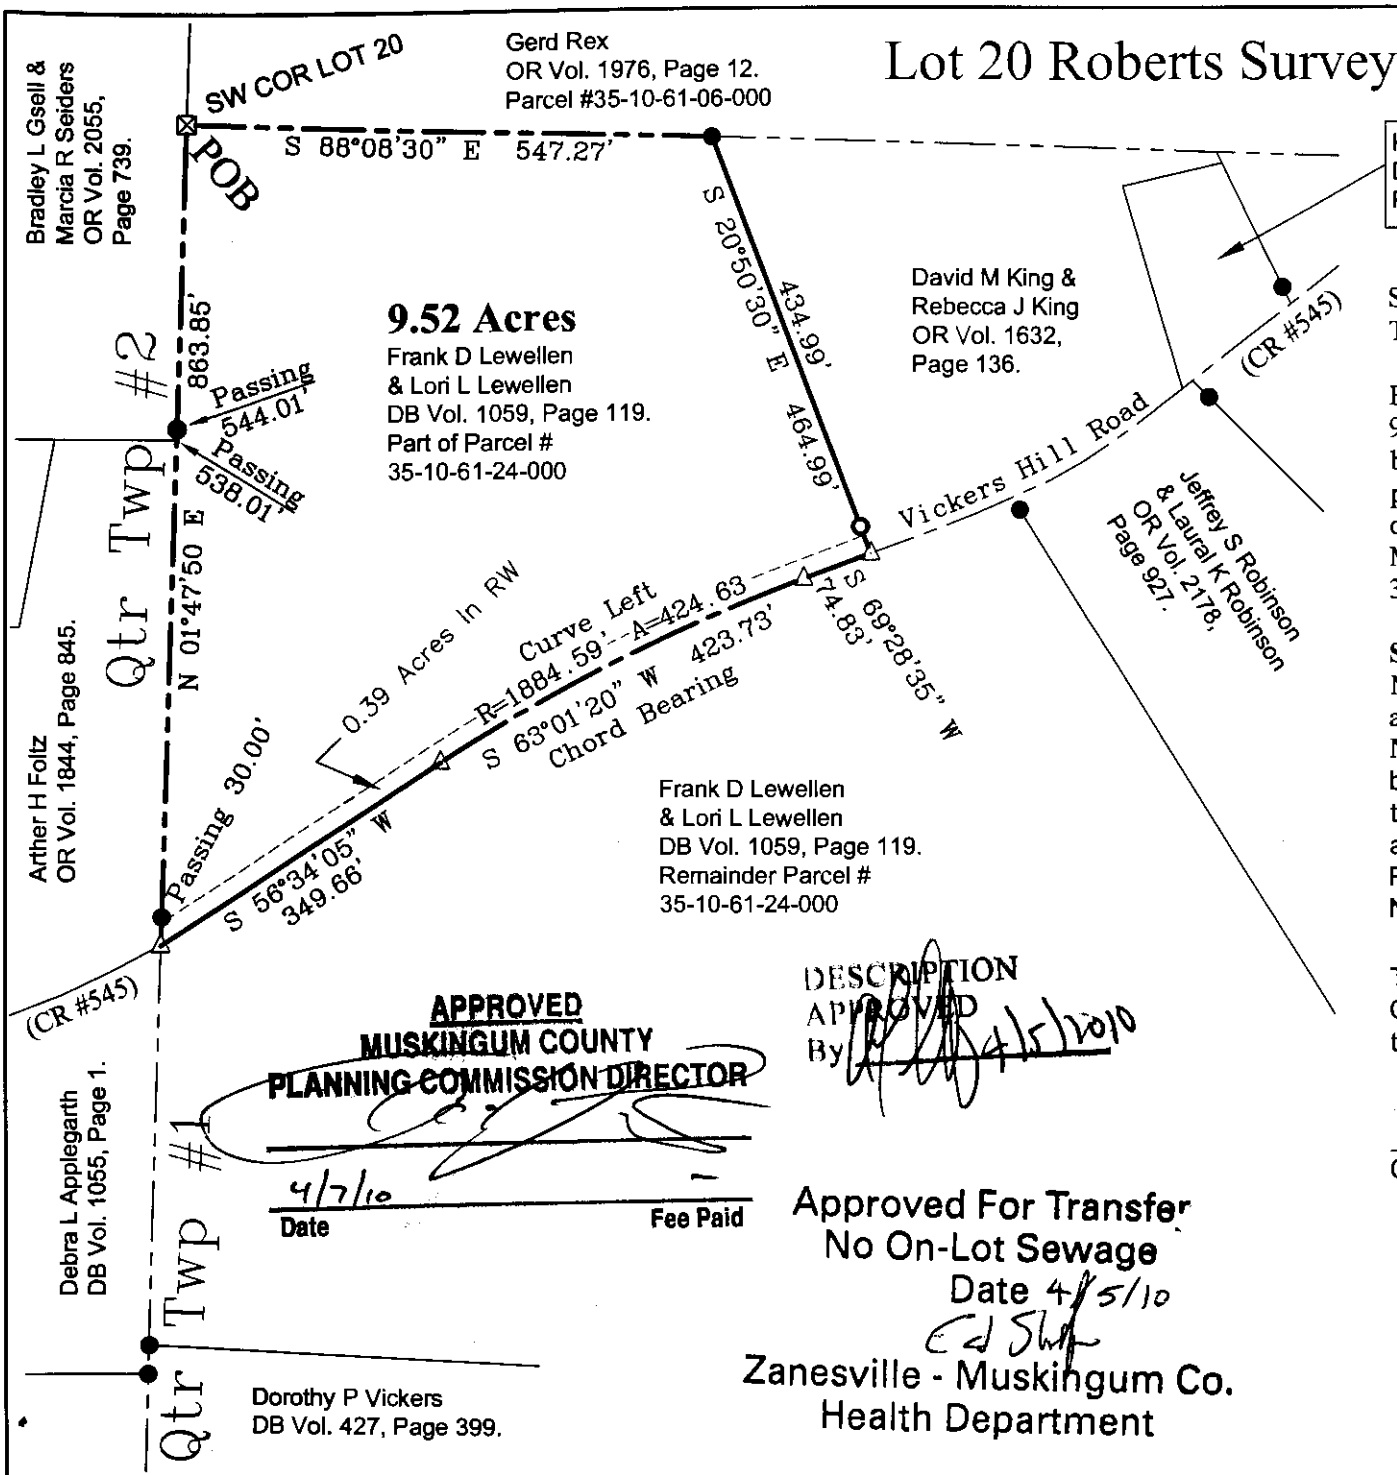 Lot 20 Roberts Survey
Bradley L Gsell &
Marcia R Seiders
OR Vol. 2055,
Page 739.
SW COR LOT 20
Gerd Rex
OR Vol. 1976, Page 12.
Parcel #35-10-61-06-000
POB
S 88°08'30" E 547.27'
S 20°50'30" E
434.99'
464.99'
David M King &
Rebecca J King
OR Vol. 1632,
Page 136.
(CR #545)
9.52 Acres
Frank D Lewellen
& Lori L Lewellen
DB Vol. 1059, Page 119.
Part of Parcel #
35-10-61-24-000
863.85'
Passing
544.01'
Passing
538.01'
N 01°47'50 E
Qtr Twp #2
Vickers Hill Road
Jeffrey S Robinson
& Laural K Robinson
OR Vol. 2178,
Page 927.
S 69°28'35" W
74.83'
Curve Left
R=1884.59' A=424.63
S 63°01'20" W 423.73'
Chord Bearing
0.39 Acres In RW
Arther H Foltz
OR Vol. 1844, Page 845.
Passing 30.00'
S 56°34'05" W
349.66'
Frank D Lewellen
& Lori L Lewellen
DB Vol. 1059, Page 119.
Remainder Parcel #
35-10-61-24-000
(CR #545)
DESCRIPTION
APPROVED
By 4/5/2010
APPROVED
MUSKINGUM COUNTY
PLANNING COMMISSION DIRECTOR
4/7/10 –
Date Fee Paid
Debra L Applegarth
DB Vol. 1055, Page 1.
Qtr Twp #1
Approved For Transfer
No On-Lot Sewage
Date 4/5/10
Zanesville - Muskingum Co.
Health Department
Dorothy P Vickers
DB Vol. 427, Page 399.